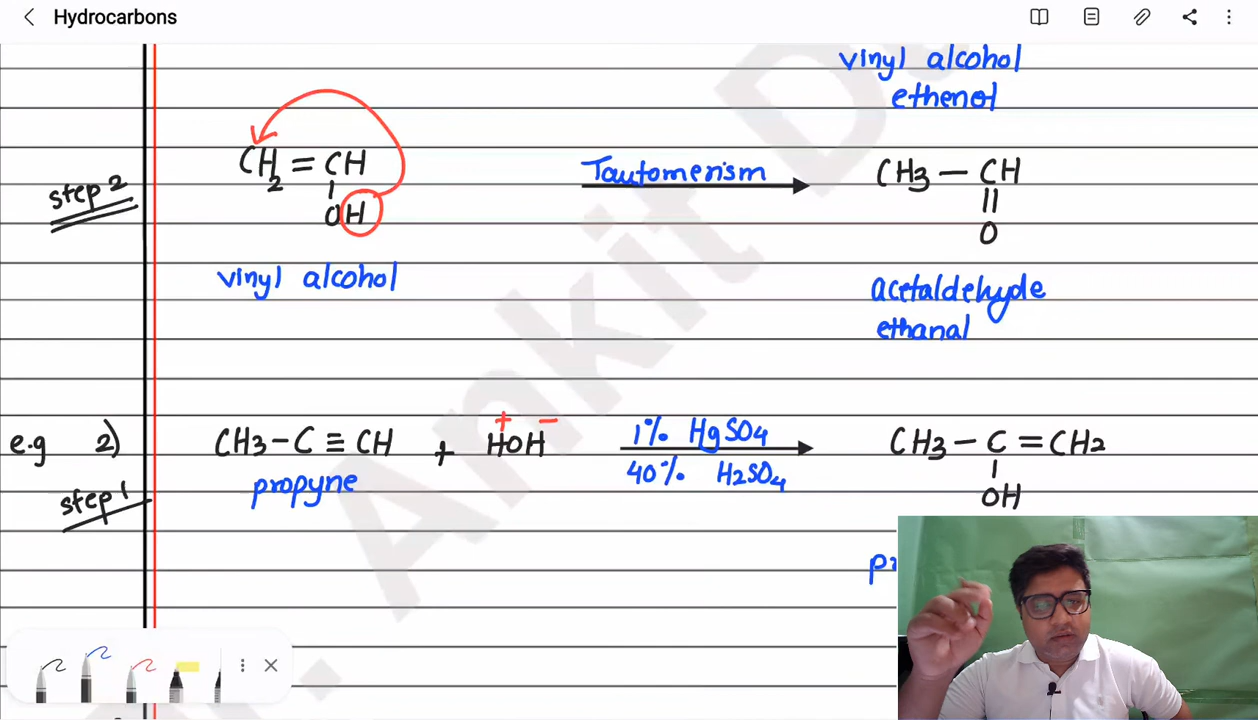 Hydrocarbons
vinyl alcohol
ethenol
step 2
CH2 = CH
OH
Tautomerism
CH3 — CH
O
vinyl alcohol
acetaldehyde
ethanal
e.g 2)
CH3 − C ≡ CH + HOH
+ −
1% HgSO4
40% H2SO4
CH3 — C = CH2
OH
step 1
propyne
Ankit